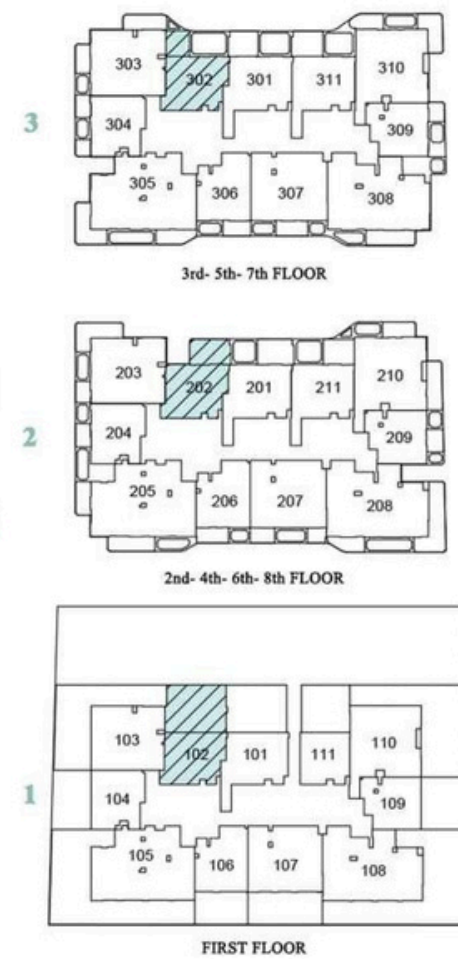 303 302 301 311 310
3 304 309
305 306 307 308
3rd- 5th- 7th FLOOR
203 202 201 211 210
2 204 209
205 206 207 208
2nd- 4th- 6th- 8th FLOOR
103 102 101 111 110
1 104 109
105 106 107 108
FIRST FLOOR